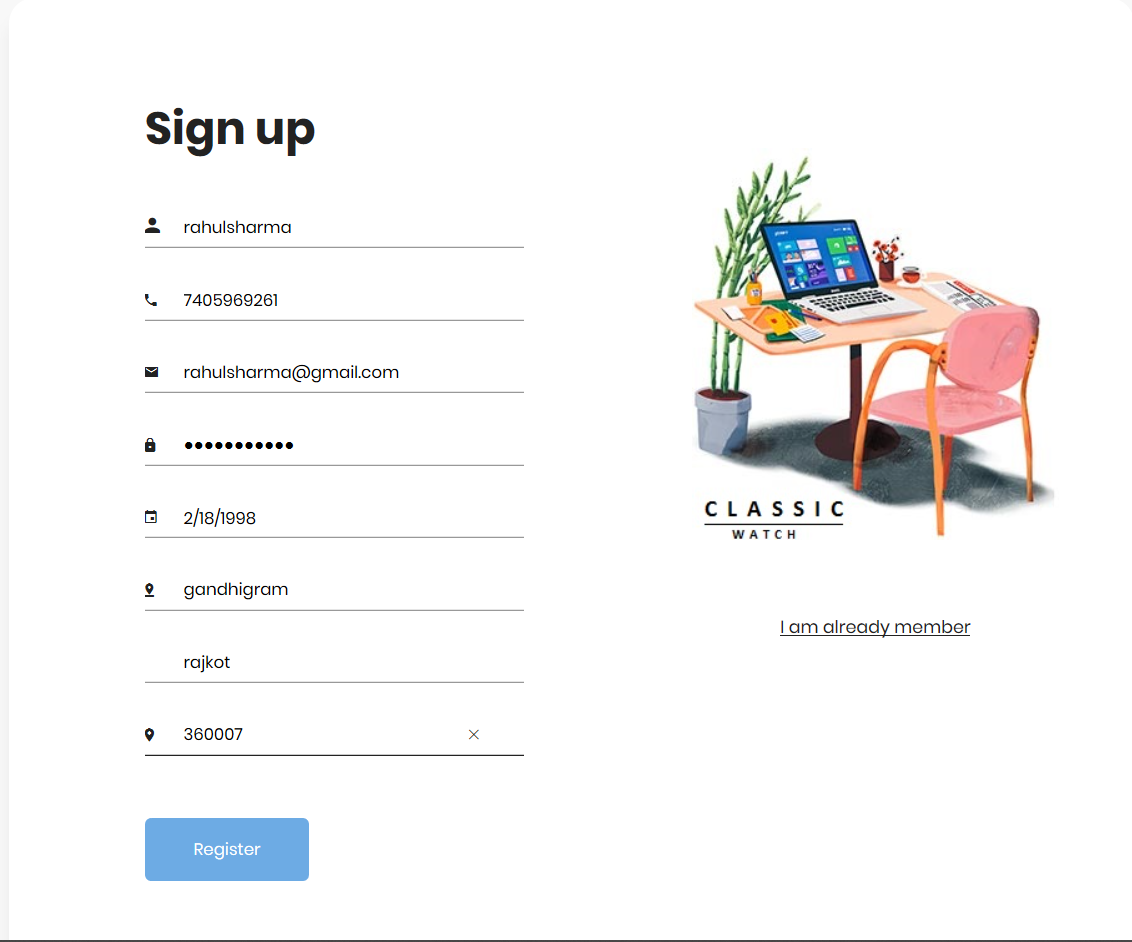 Sign up
rahulsharma
7405969261
rahulsharma@gmail.com
•••••••••••
2/18/1998
gandhigram
rajkot
360007
Register
CLASSIC
WATCH
I am already member